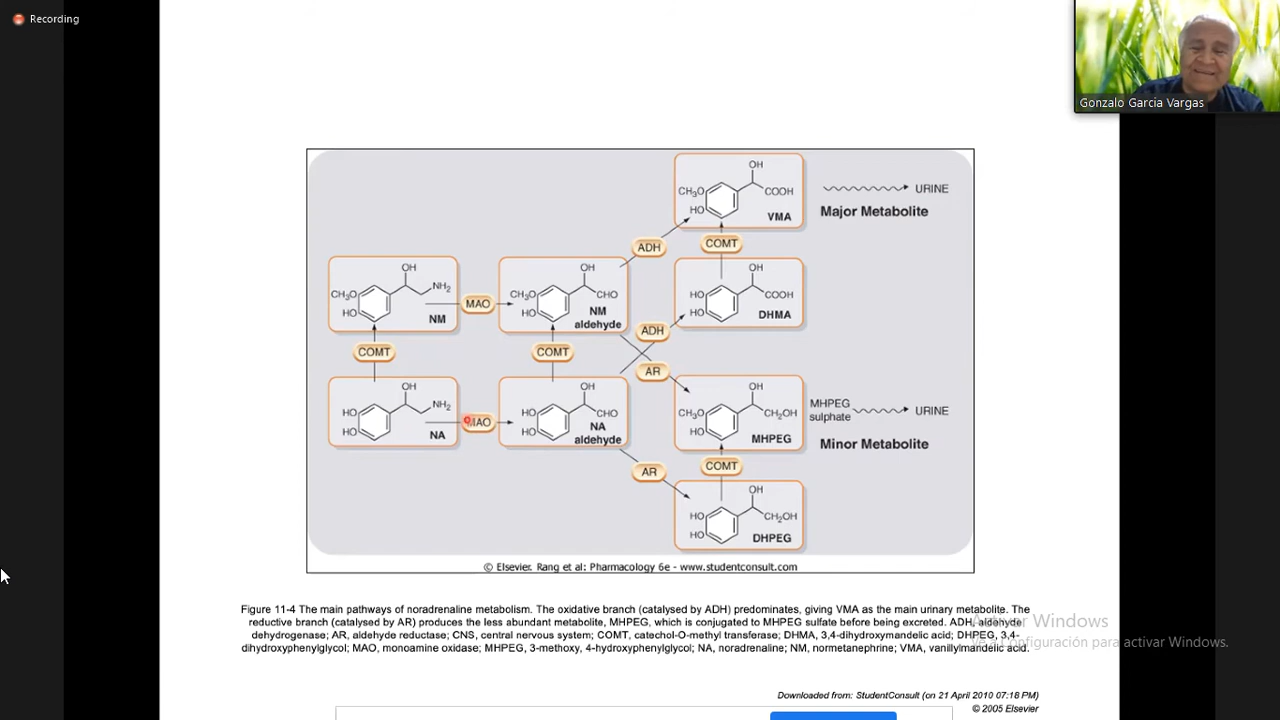 Recording
Gonzalo Garcia Vargas
OH
CH₃O
COOH
HO
VMA
URINE
Major Metabolite
ADH
COMT
OH
CH₃O
NH₂
HO
NM
MAO
OH
CH₃O
CHO
HO
NM
aldehyde
OH
HO
COOH
HO
DHMA
ADH
COMT
COMT
AR
OH
HO
NH₂
HO
NA
MAO
OH
HO
CHO
HO
NA
aldehyde
OH
CH₃O
CH₂OH
HO
MHPEG
MHPEG
sulphate
URINE
Minor Metabolite
AR
COMT
OH
HO
CH₂OH
HO
DHPEG
© Elsevier. Rang et al: Pharmacology 6e - www.studentconsult.com
Figure 11-4 The main pathways of noradrenaline metabolism. The oxidative branch (catalysed by ADH) predominates, giving VMA as the main urinary metabolite. The
reductive branch (catalysed by AR) produces the less abundant metabolite, MHPEG, which is conjugated to MHPEG sulfate before being excreted. ADH, aldehyde
dehydrogenase; AR, aldehyde reductase; CNS, central nervous system; COMT, catechol-O-methyl transferase; DHMA, 3,4-dihydroxymandelic acid; DHPEG, 3,4-
dihydroxyphenylglycol; MAO, monoamine oxidase; MHPEG, 3-methoxy, 4-hydroxyphenylglycol; NA, noradrenaline; NM, normetanephrine; VMA, vanillylmandelic acid.
Activar Windows
Ve a Configuración para activar Windows.
Downloaded from: StudentConsult (on 21 April 2010 07:18 PM)
© 2005 Elsevier